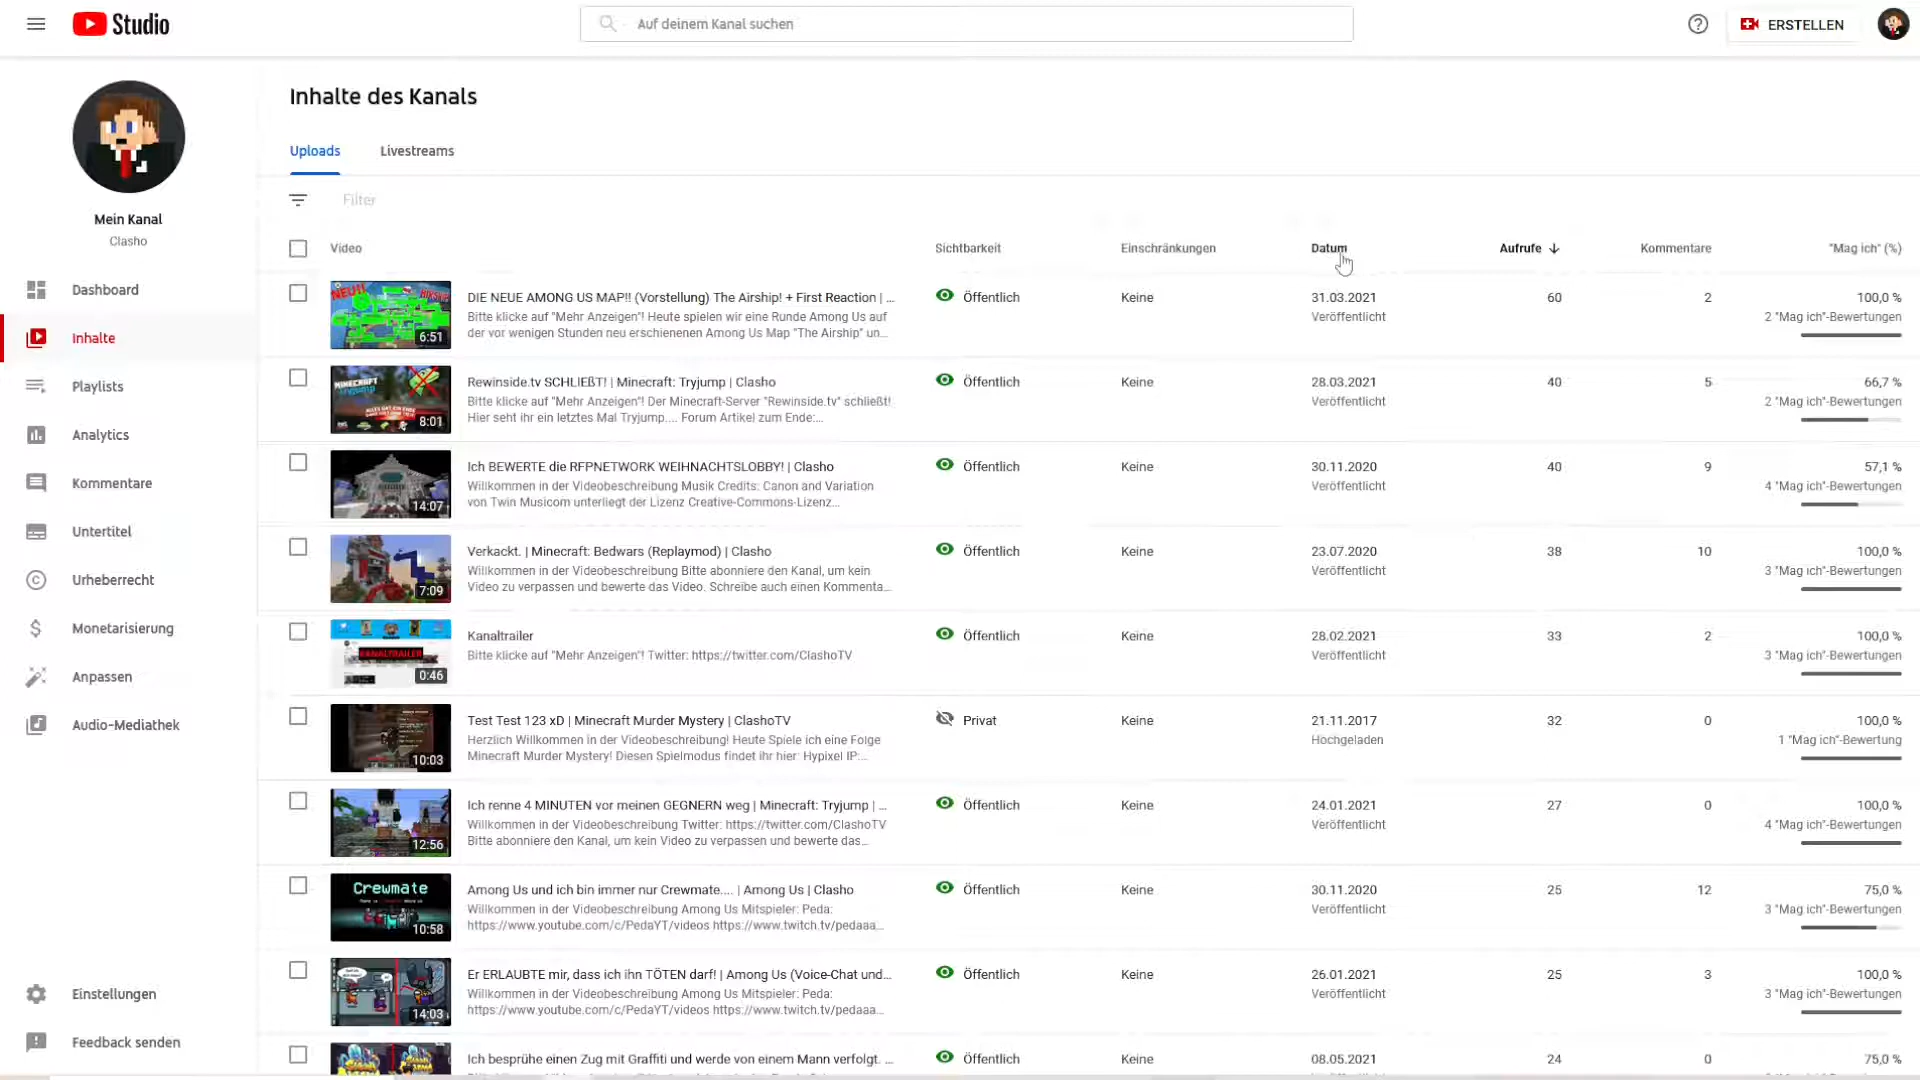 Studio
Auf deinem Kanal suchen
ERSTELLEN
Mein Kanal
Clasho
Dashboard
Inhalte
Playlists
Analytics
Kommentare
Untertitel
Urheberrecht
Monetarisierung
Anpassen
Audio-Mediathek
Einstellungen
Feedback senden
Inhalte des Kanals
Uploads Livestreams
Filter
Video Sichtbarkeit Einschränkungen Datum Aufrufe Kommentare "Mag ich" (%)
6:51
DIE NEUE AMONG US MAP!! (Vorstellung) The Airship! + First Reaction | ... Öffentlich Keine 31.03.2021 60 2 100,0 %
Bitte klicke auf "Mehr Anzeigen"! Heute spielen wir eine Runde Among Us auf Veröffentlicht 2 "Mag ich"-Bewertungen
der vor wenigen Stunden neu erschienenen Among Us Map "The Airship" un...
8:01
Rewinside.tv SCHLIEßT! | Minecraft: Tryjump | Clasho Öffentlich Keine 28.03.2021 40 5 66,7 %
Bitte klicke auf "Mehr Anzeigen"! Der Minecraft-Server "Rewinside.tv" schließt! Veröffentlicht 2 "Mag ich"-Bewertungen
Hier seht ihr ein letztes Mal Tryjump.... Forum Artikel zum Ende:...
14:07
Ich BEWERTE die RFPNETWORK WEIHNACHTSLOBBY! | Clasho Öffentlich Keine 30.11.2020 40 9 57,1 %
Willkommen in der Videobeschreibung Musik Credits: Canon and Variation Veröffentlicht 4 "Mag ich"-Bewertungen
von Twin Musicom unterliegt der Lizenz Creative-Commons-Lizenz...
7:09
Verkackt. | Minecraft: Bedwars (Replaymod) | Clasho Öffentlich Keine 23.07.2020 38 10 100,0 %
Willkommen in der Videobeschreibung Bitte abonniere den Kanal, um kein Veröffentlicht 3 "Mag ich"-Bewertungen
Video zu verpassen und bewerte das Video. Schreibe auch einen Kommenta...
KANALTRAILER
0:46
Kanaltrailer Öffentlich Keine 28.02.2021 33 2 100,0 %
Bitte klicke auf "Mehr Anzeigen"! Twitter: https://twitter.com/ClashoTV Veröffentlicht 3 "Mag ich"-Bewertungen
10:03
Test Test 123 xD | Minecraft Murder Mystery | ClashoTV Privat Keine 21.11.2017 32 0 100,0 %
Herzlich Willkommen in der Videobeschreibung! Heute Spiele ich eine Folge Hochgeladen 1 "Mag ich"-Bewertung
Minecraft Murder Mystery! Diesen Spielmodus findet ihr hier: Hypixel IP:...
12:56
Ich renne 4 MINUTEN vor meinen GEGNERN weg | Minecraft: Tryjump | ... Öffentlich Keine 24.01.2021 27 0 100,0 %
Willkommen in der Videobeschreibung Twitter: https://twitter.com/ClashoTV Veröffentlicht 4 "Mag ich"-Bewertungen
Bitte abonniere den Kanal, um kein Video zu verpassen und bewerte das...
Crewmate
10:58
Among Us und ich bin immer nur Crewmate.... | Among Us | Clasho Öffentlich Keine 30.11.2020 25 12 75,0 %
Willkommen in der Videobeschreibung Among Us Mitspieler: Peda: Veröffentlicht 3 "Mag ich"-Bewertungen
https://www.youtube.com/c/PedaYT/videos https://www.twitch.tv/pedaaa...
14:03
Er ERLAUBTE mir, dass ich ihn TÖTEN darf! | Among Us (Voice-Chat und... Öffentlich Keine 26.01.2021 25 3 100,0 %
Willkommen in der Videobeschreibung Among Us Mitspieler: Peda: Veröffentlicht 3 "Mag ich"-Bewertungen
https://www.youtube.com/c/PedaYT/videos https://www.twitch.tv/pedaaa...
Ich besprühe einen Zug mit Graffiti und werde von einem Mann verfolgt. ... Öffentlich Keine 08.05.2021 24 0 75,0 %